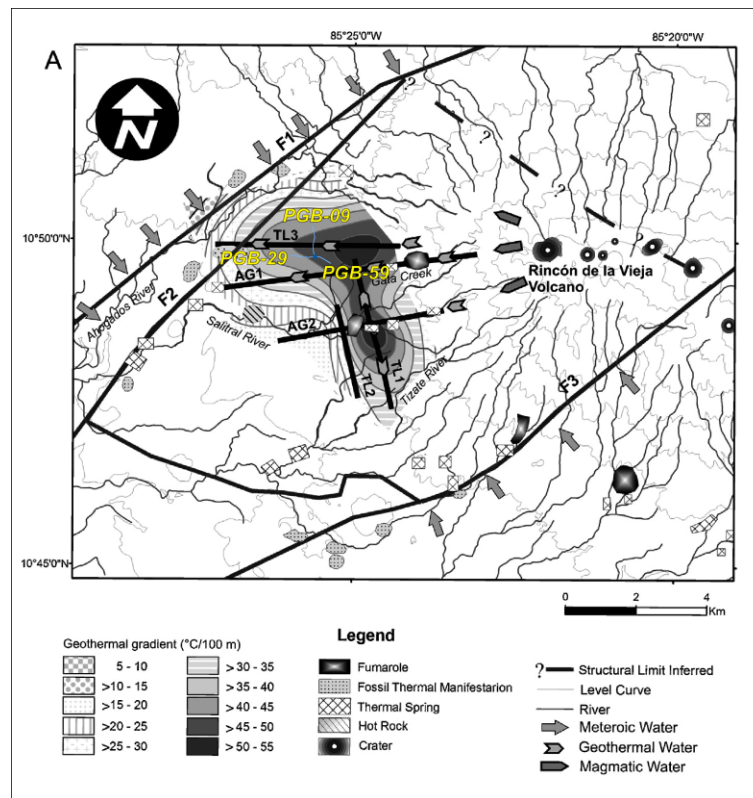 85°25'0"W
85°20'0"W
A
N
F1
?
?
?
PGB-09
10°50'0"N
TL3
PGB-29
AG1
PGB-59
Gata Creek
Rincón de la Vieja
Volcano
Ahogados River
F2
Salitral River
AG2
TL2
TL1
Tizate River
F3
10°45'0"N
0 2 4
Km
Legend
Geothermal gradient (°C/100 m)
5 - 10
>10 - 15
>15 - 20
>20 - 25
>25 - 30
>30 - 35
>35 - 40
>40 - 45
>45 - 50
>50 - 55
Fumarole
Fossil Thermal Manifestarion
Thermal Spring
Hot Rock
Crater
? Structural Limit Inferred
Level Curve
River
Meteroic Water
Geothermal Water
Magmatic Water